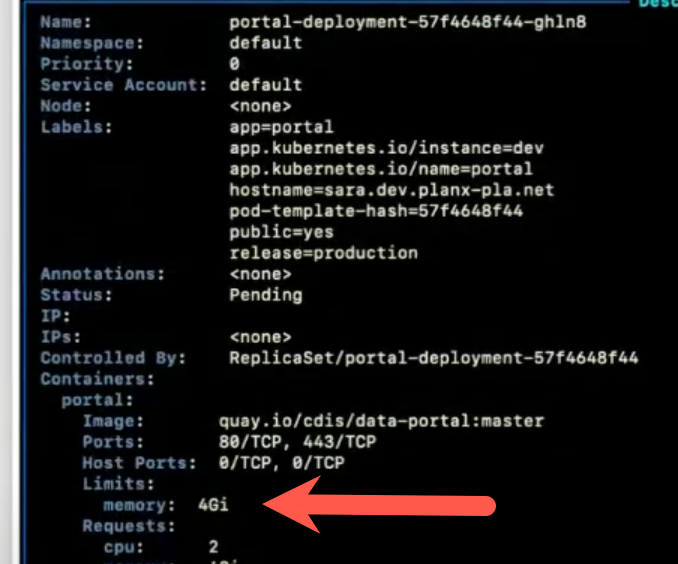 Desc
Name: portal-deployment-57f4648f44-ghln8
Namespace: default
Priority: 0
Service Account: default
Node: <none>
Labels: app=portal
app.kubernetes.io/instance=dev
app.kubernetes.io/name=portal
hostname=sara.dev.planx-pla.net
pod-template-hash=57f4648f44
public=yes
release=production
Annotations: <none>
Status: Pending
IP:
IPs: <none>
Controlled By: ReplicaSet/portal-deployment-57f4648f44
Containers:
portal:
Image: quay.io/cdis/data-portal:master
Ports: 80/TCP, 443/TCP
Host Ports: 0/TCP, 0/TCP
Limits:
memory: 4Gi
Requests:
cpu: 2